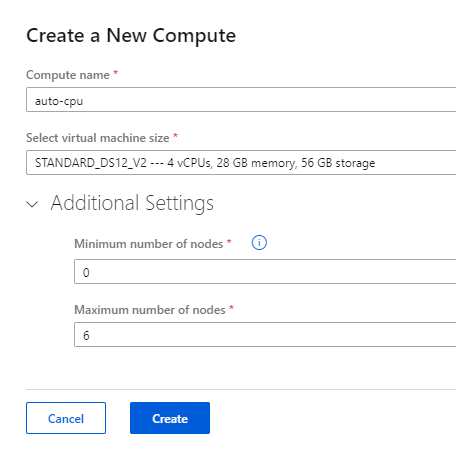 Create a New Compute
Compute name *
auto-cpu
Select virtual machine size *
STANDARD_DS12_V2 --- 4 vCPUs, 28 GB memory, 56 GB storage
Additional Settings
Minimum number of nodes * i
0
Maximum number of nodes *
6
Cancel Create